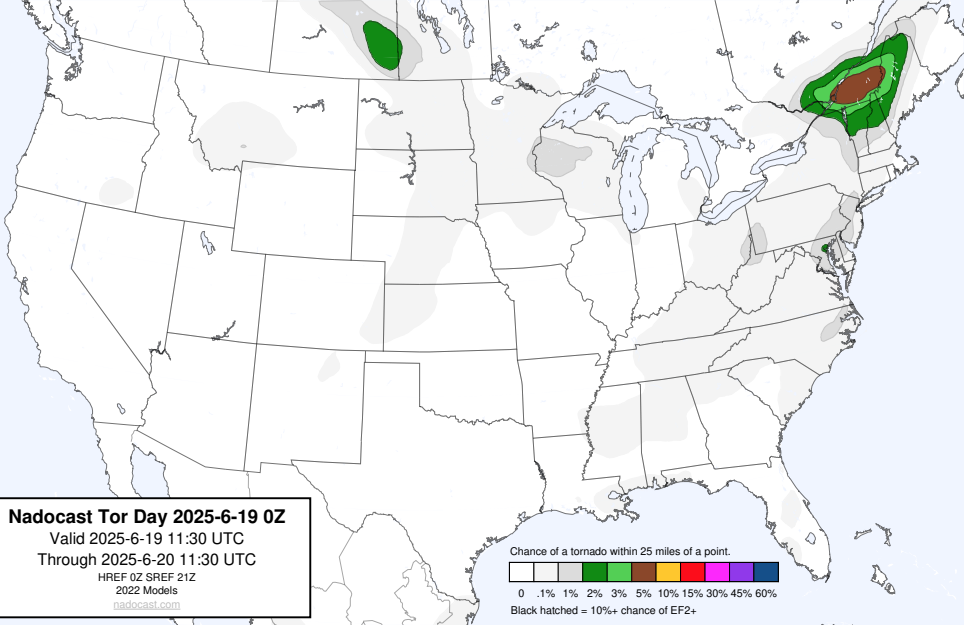 Nadocast Tor Day 2025-6-19 0Z
Valid 2025-6-19 11:30 UTC
Through 2025-6-20 11:30 UTC
HREF 0Z SREF 21Z
2022 Models
nadocast.com
Chance of a tornado within 25 miles of a point.
0 .1% 1% 2% 3% 5% 10% 15% 30% 45% 60%
Black hatched = 10%+ chance of EF2+